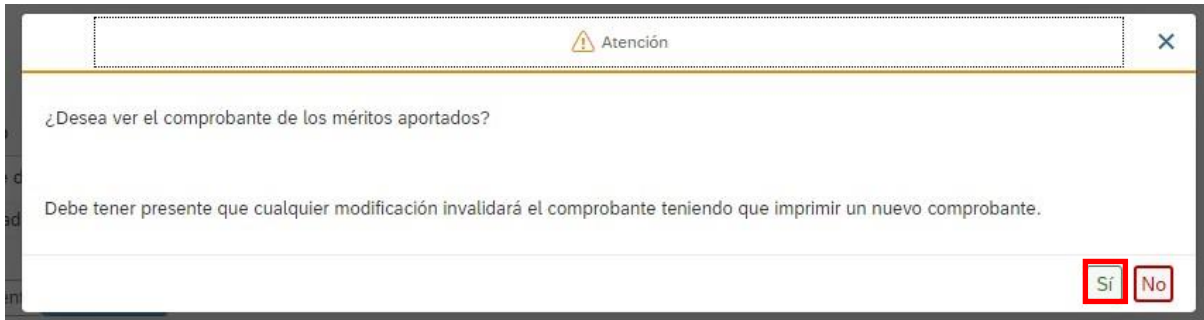 Atención
¿Desea ver el comprobante de los méritos aportados?
Debe tener presente que cualquier modificación invalidará el comprobante teniendo que imprimir un nuevo comprobante.
Sí No